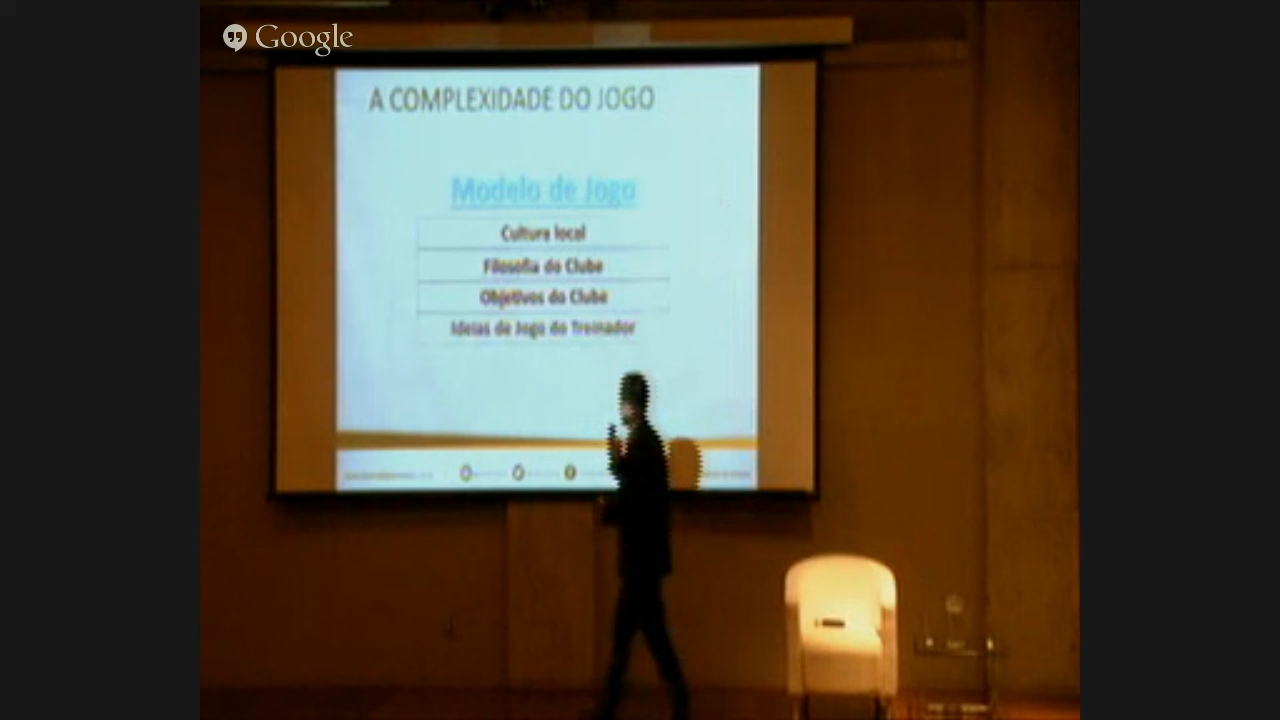 Google
A COMPLEXIDADE DO JOGO
Modelo de Jogo
Cultura local
Filosofia do Clube
Objetivos do Clube
Ideias de Jogo do Treinador